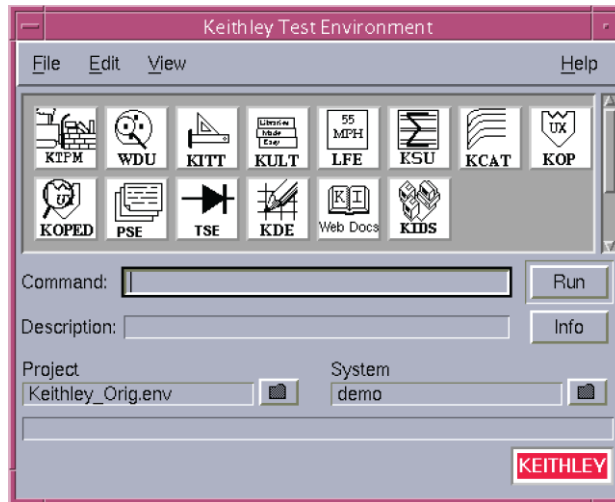 Keithley Test Environment
File Edit View Help
55
MPH
Libraries
Made
Easy
UX
KTPM WDU KITT KULT LFE KSU KCAT KOP
UX
K I
KOPED PSE TSE KDE Web Docs KIDS
Command: Run
Description: Info
Project System
Keithley_Orig.env demo
KEITHLEY